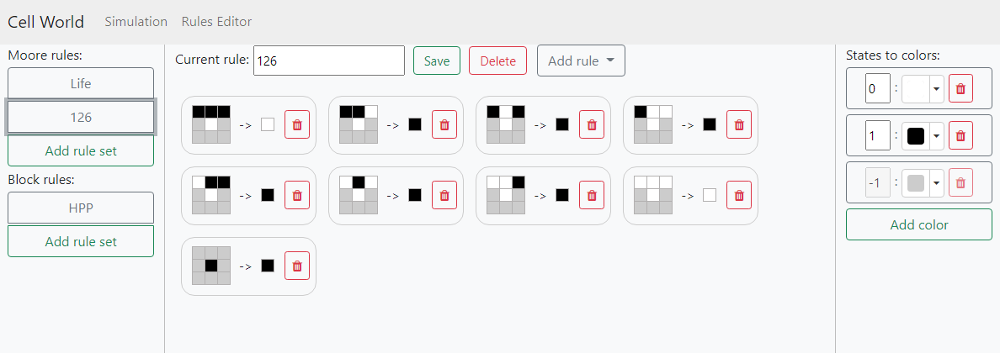 Cell World Simulation Rules Editor
Moore rules:
Life
126
Add rule set
Block rules:
HPP
Add rule set
Current rule: 126 Save Delete Add rule
->
->
->
->
->
->
->
->
->
States to colors:
0 :
1 :
-1 :
Add color